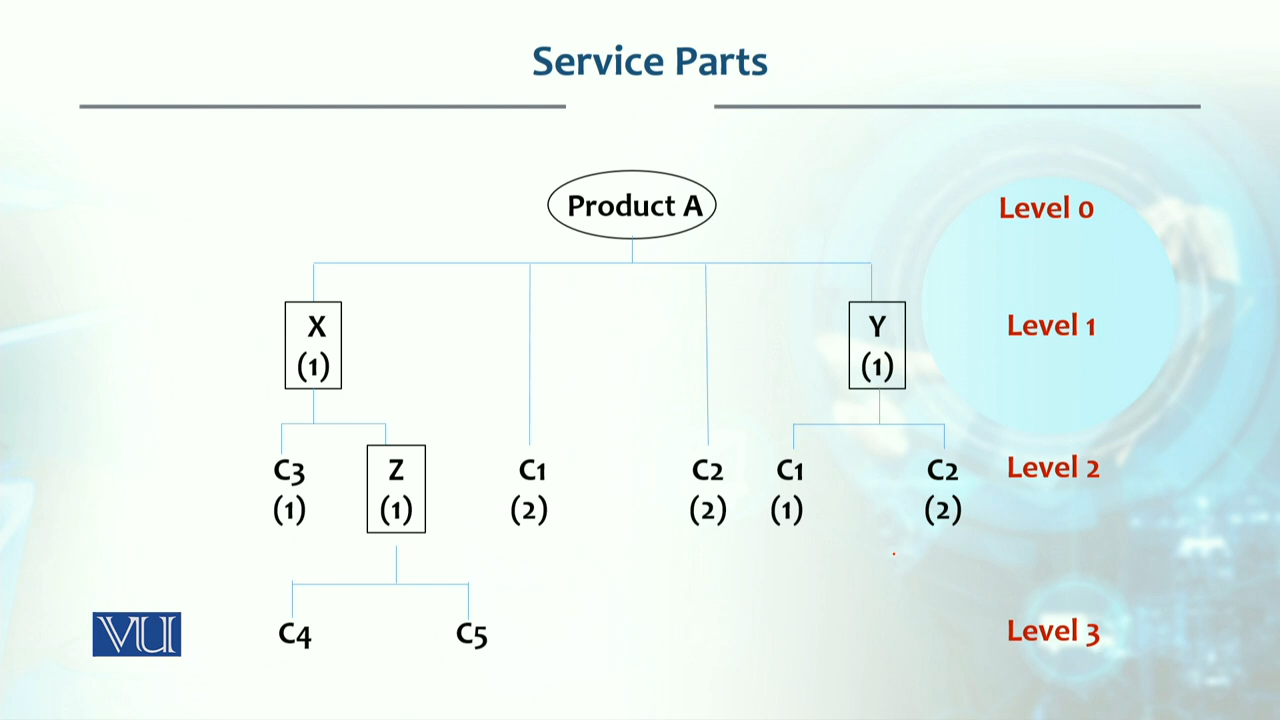 Service Parts
Product A
Level 0
X
(1)
Y
(1)
Level 1
C3
(1)
Z
(1)
C1
(2)
C2
(2)
C1
(1)
C2
(2)
Level 2
VU
C4
C5
Level 3